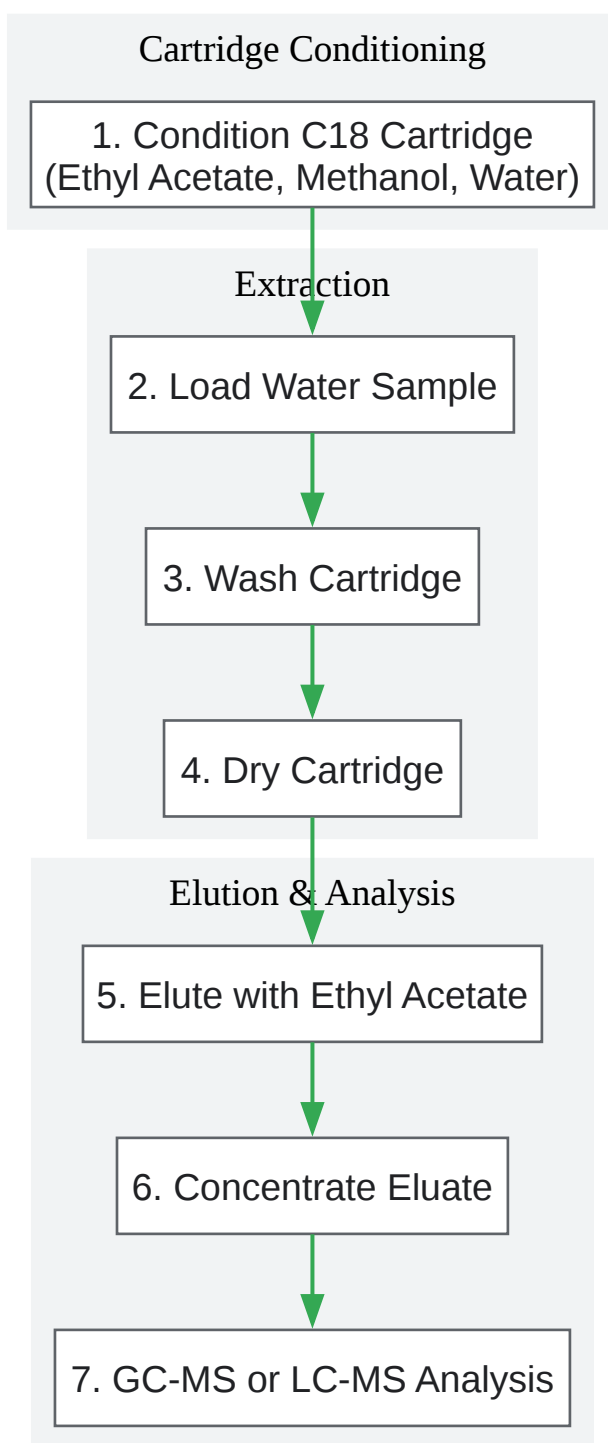 Cartridge Conditioning
1. Condition C18 Cartridge
(Ethyl Acetate, Methanol, Water)
Extraction
2. Load Water Sample
3. Wash Cartridge
4. Dry Cartridge
Elution & Analysis
5. Elute with Ethyl Acetate
6. Concentrate Eluate
7. GC-MS or LC-MS Analysis